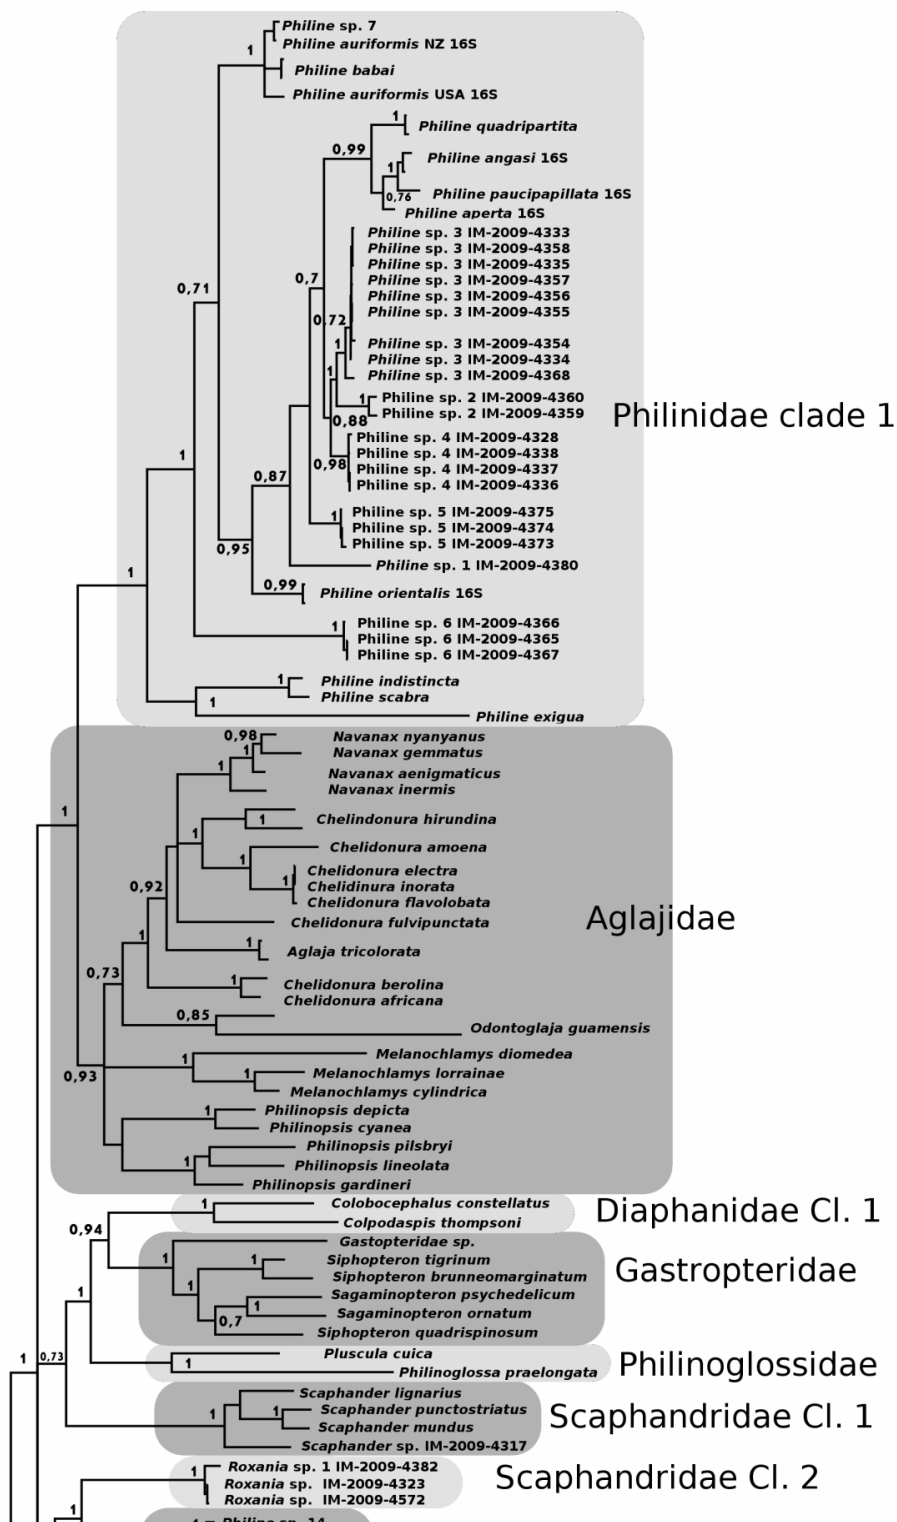 Philine sp. 7
1
Philine auriformis NZ 16S
Philine babai
Philine auriformis USA 16S
1
Philine quadripartita
0,99
Philine angasi 16S
1
Philine paucipapillata 16S
0,76
Philine aperta 16S
Philine sp. 3 IM-2009-4333
Philine sp. 3 IM-2009-4358
Philine sp. 3 IM-2009-4335
0,7
Philine sp. 3 IM-2009-4357
0,71
Philine sp. 3 IM-2009-4356
Philine sp. 3 IM-2009-4355
0,72
1
Philine sp. 3 IM-2009-4354
Philine sp. 3 IM-2009-4334
1
Philine sp. 3 IM-2009-4368
1
Philine sp. 2 IM-2009-4360
Philine sp. 2 IM-2009-4359
Philinidae clade 1
0,88
Philine sp. 4 IM-2009-4328
1
Philine sp. 4 IM-2009-4338
0,98
Philine sp. 4 IM-2009-4337
0,87
Philine sp. 4 IM-2009-4336
1
Philine sp. 5 IM-2009-4375
Philine sp. 5 IM-2009-4374
0,95
Philine sp. 5 IM-2009-4373
Philine sp. 1 IM-2009-4380
1
0,99
Philine orientalis 16S
1
Philine sp. 6 IM-2009-4366
Philine sp. 6 IM-2009-4365
Philine sp. 6 IM-2009-4367
1
Philine indistincta
Philine scabra
1
Philine exigua
0,98
Navanax nyanyanus
1
Navanax gemmatus
1
Navanax aenigmaticus
Navanax inermis
1
1
Chelindonura hirundina
1
Chelidonura amoena
1
Chelidonura electra
1
Chelidinura inorata
0,92
Chelidonura flavolobata
Chelidonura fulvipunctata
Aglajidae
1
1
Aglaja tricolorata
0,73
1
Chelidonura berolina
Chelidonura africana
0,85
Odontoglaja guamensis
1
Melanochlamys diomedea
0,93
1
Melanochlamys lorrainae
Melanochlamys cylindrica
1
Philinopsis depicta
Philinopsis cyanea
Philinopsis pilsbryi
1
Philinopsis lineolata
Philinopsis gardineri
1
Colobocephalus constellatus
Diaphanidae Cl. 1
Colpodaspis thompsoni
0,94
Gastopteridae sp.
1
1
Siphopteron tigrinum
Gastropteridae
Siphopteron brunneomarginatum
1
1
Sagaminopteron psychedelicum
1
0,7
Sagaminopteron ornatum
Siphopteron quadrispinosum
1
0,73
Pluscula cuica
1
Philinoglossa praelongata
Philinoglossidae
Scaphander lignarius
1
1
Scaphander punctostriatus
Scaphandridae Cl. 1
Scaphander mundus
Scaphander sp. IM-2009-4317
1
Roxania sp. 1 IM-2009-4382
Scaphandridae Cl. 2
Roxania sp. IM-2009-4323
Roxania sp. IM-2009-4572
1
Philine sp. 14